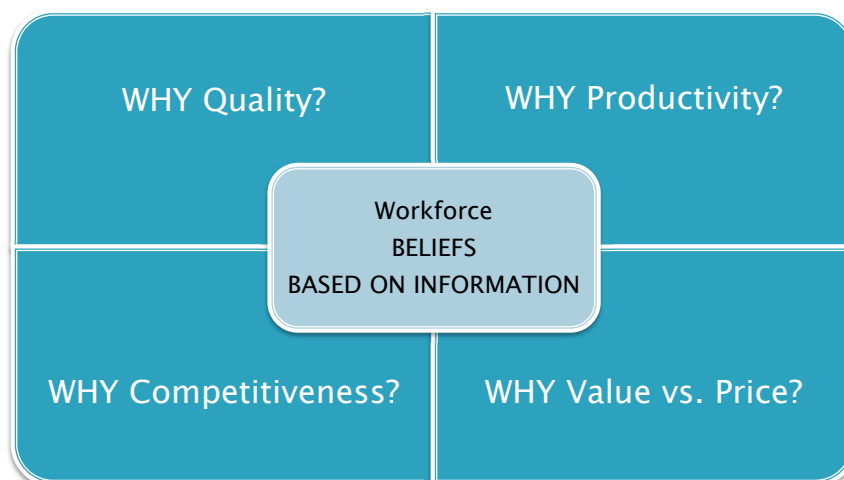 WHY Quality?
WHY Productivity?
Workforce
BELIEFS
BASED ON INFORMATION
WHY Competitiveness?
WHY Value vs. Price?